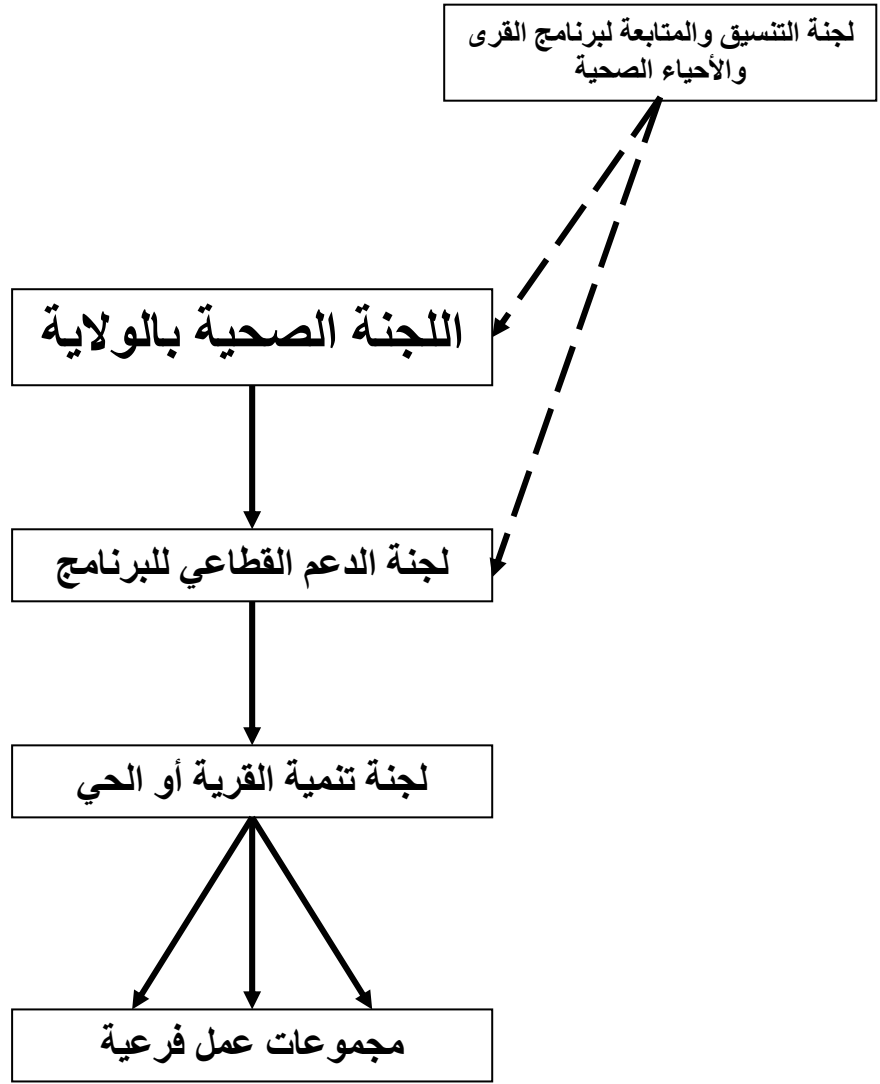 لجنة التنسيق والمتابعة لبرنامج القرى
والأحياء الصحية
اللجنة الصحية بالولاية
لجنة الدعم القطاعي للبرنامج
لجنة تنمية القرية أو الحي
مجموعات عمل فرعية